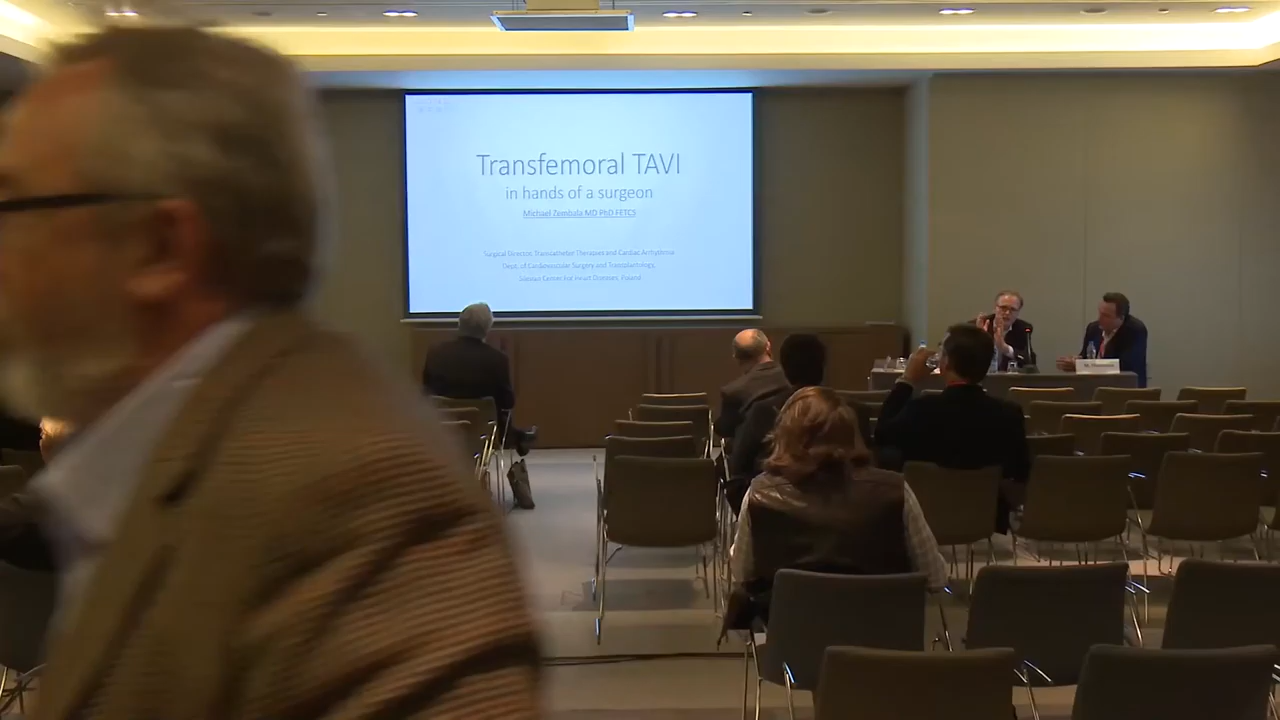 Transfemoral TAVI
in hands of a surgeon
Michael Zembala MD PhD FETCS
Surgical Director, Transcatheter Therapies and Cardiac Arrhythmia
Dept. of Cardiovascular Surgery and Transplantology,
Silesian Center for Heart Diseases, Poland